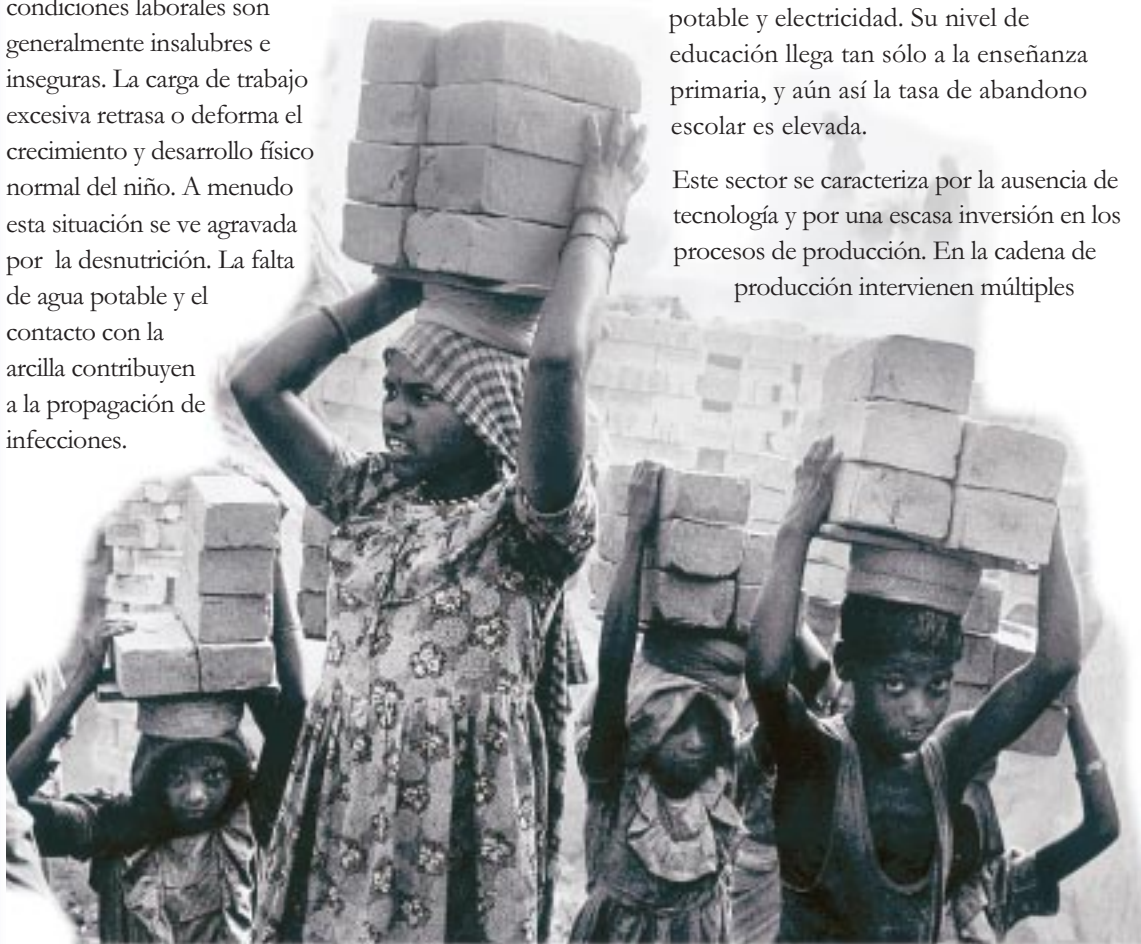 condiciones laborales son
generalmente insalubres e
inseguras. La carga de trabajo
excesiva retrasa o deforma el
crecimiento y desarrollo físico
normal del niño. A menudo
esta situación se ve agravada
por la desnutrición. La falta
de agua potable y el
contacto con la
arcilla contribuyen
a la propagación de
infecciones.
potable y electricidad. Su nivel de
educación llega tan sólo a la enseñanza
primaria, y aún así la tasa de abandono
escolar es elevada.
Este sector se caracteriza por la ausencia de
tecnología y por una escasa inversión en los
procesos de producción. En la cadena de
producción intervienen múltiples